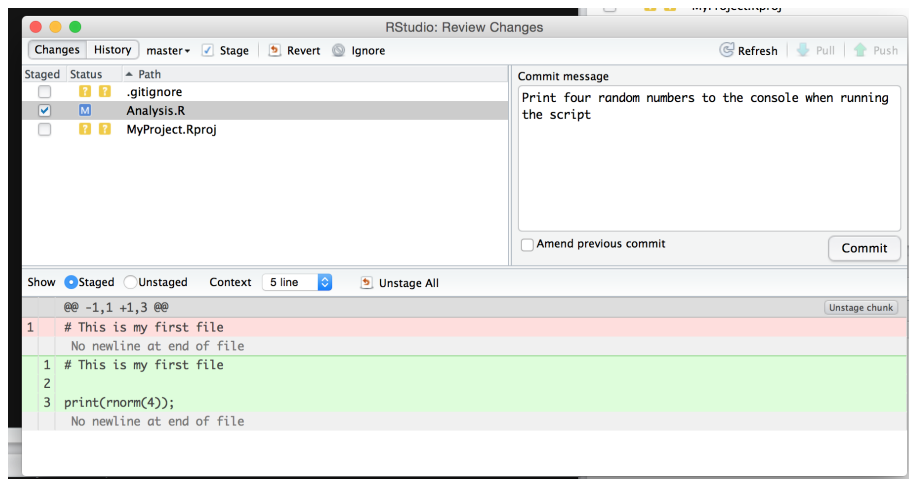 MyProject.Rproj
RStudio: Review Changes
Changes History master Stage Revert Ignore Refresh Pull Push
Staged Status Path
? ? .gitignore
M Analysis.R
? ? MyProject.Rproj
Commit message
Print four random numbers to the console when running
the script
Amend previous commit
Commit
Show Staged Unstaged Context 5 line Unstage All
@@ -1,1 +1,3 @@ Unstage chunk
1 # This is my first file
No newline at end of file
1 # This is my first file
2
3 print(rnorm(4));
No newline at end of file